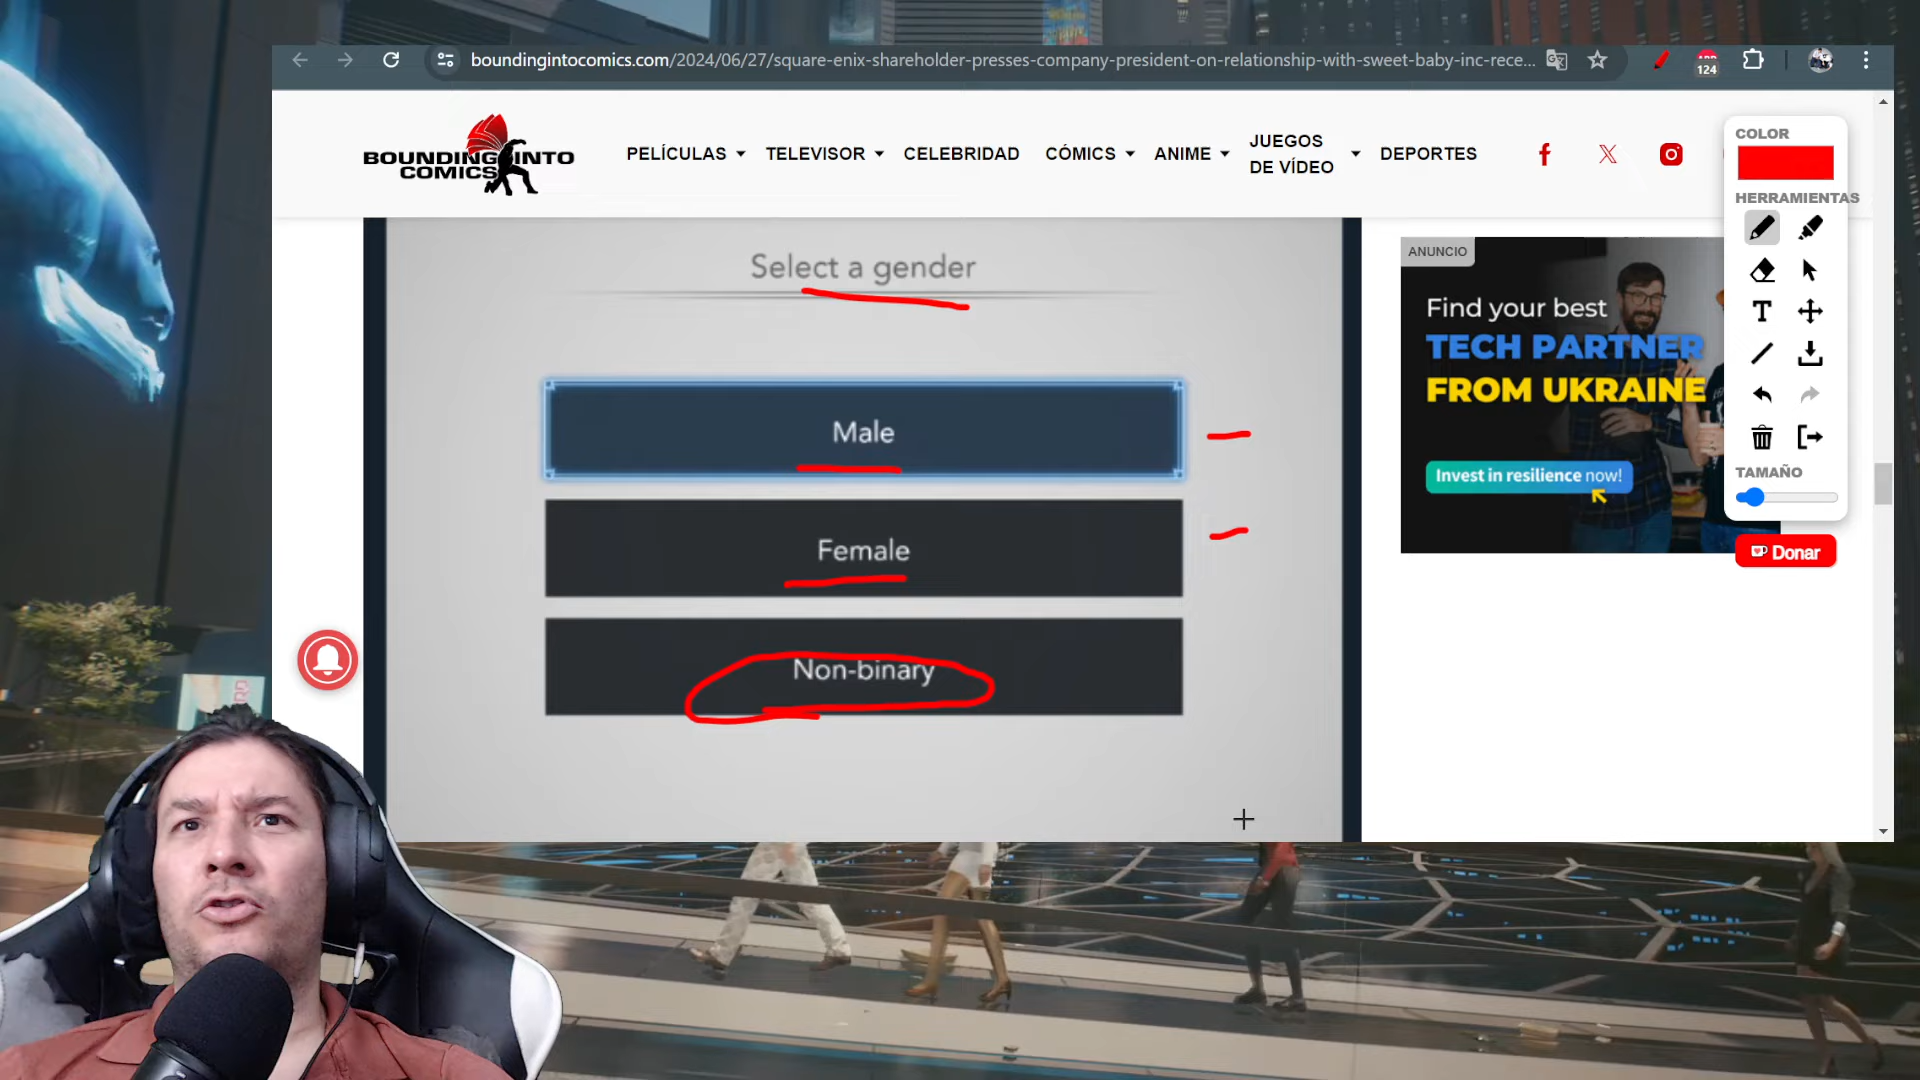 boundingintocomics.com/2024/06/27/square-enix-shareholder-presses-company-president-on-relationship-with-sweet-baby-inc-rece...
124
BOUNDING INTO
COMICS
PELÍCULAS
TELEVISOR
CELEBRIDAD
CÓMICS
ANIME
JUEGOS
DE VÍDEO
DEPORTES
COLOR
HERRAMIENTAS
T
TAMAÑO
Donar
Select a gender
Male
Female
Non-binary
ANUNCIO
Find your best
TECH PARTNER
FROM UKRAINE
Invest in resilience now!